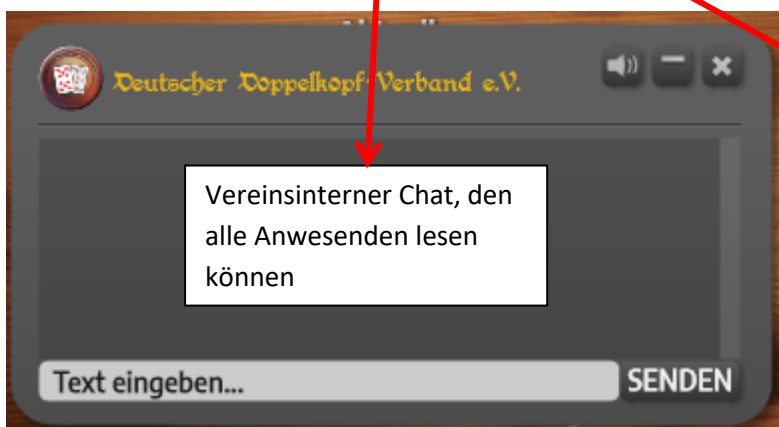 Deutscher Doppelkopf-Verband e.V.
Vereinsinterner Chat, den
alle Anwesenden lesen
können
Text eingeben...
SENDEN